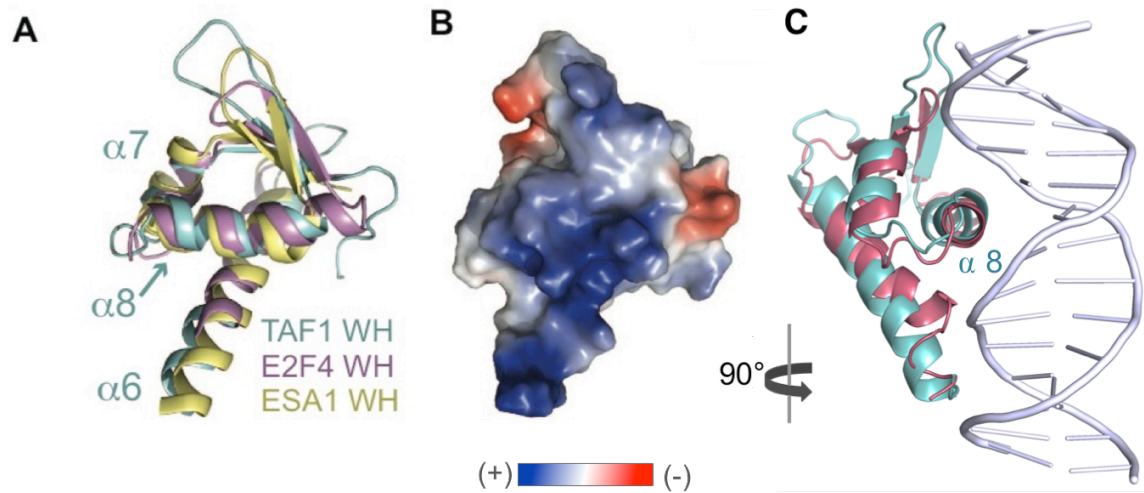 A
α7
α8
α6
TAF1 WH
E2F4 WH
ESA1 WH
B
(+)
(-)
C
α 8
90°